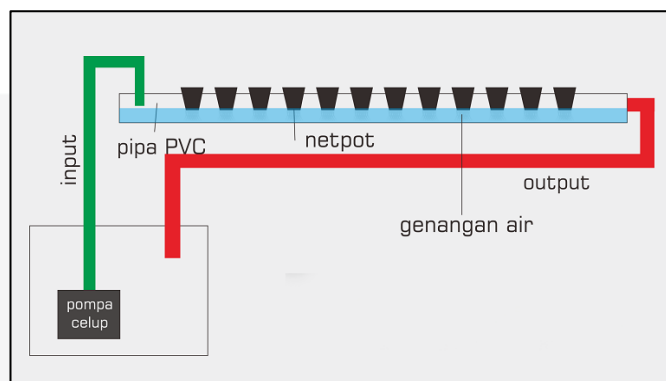 pipa PVC
netpot
input
output
genangan air
pompa
celup